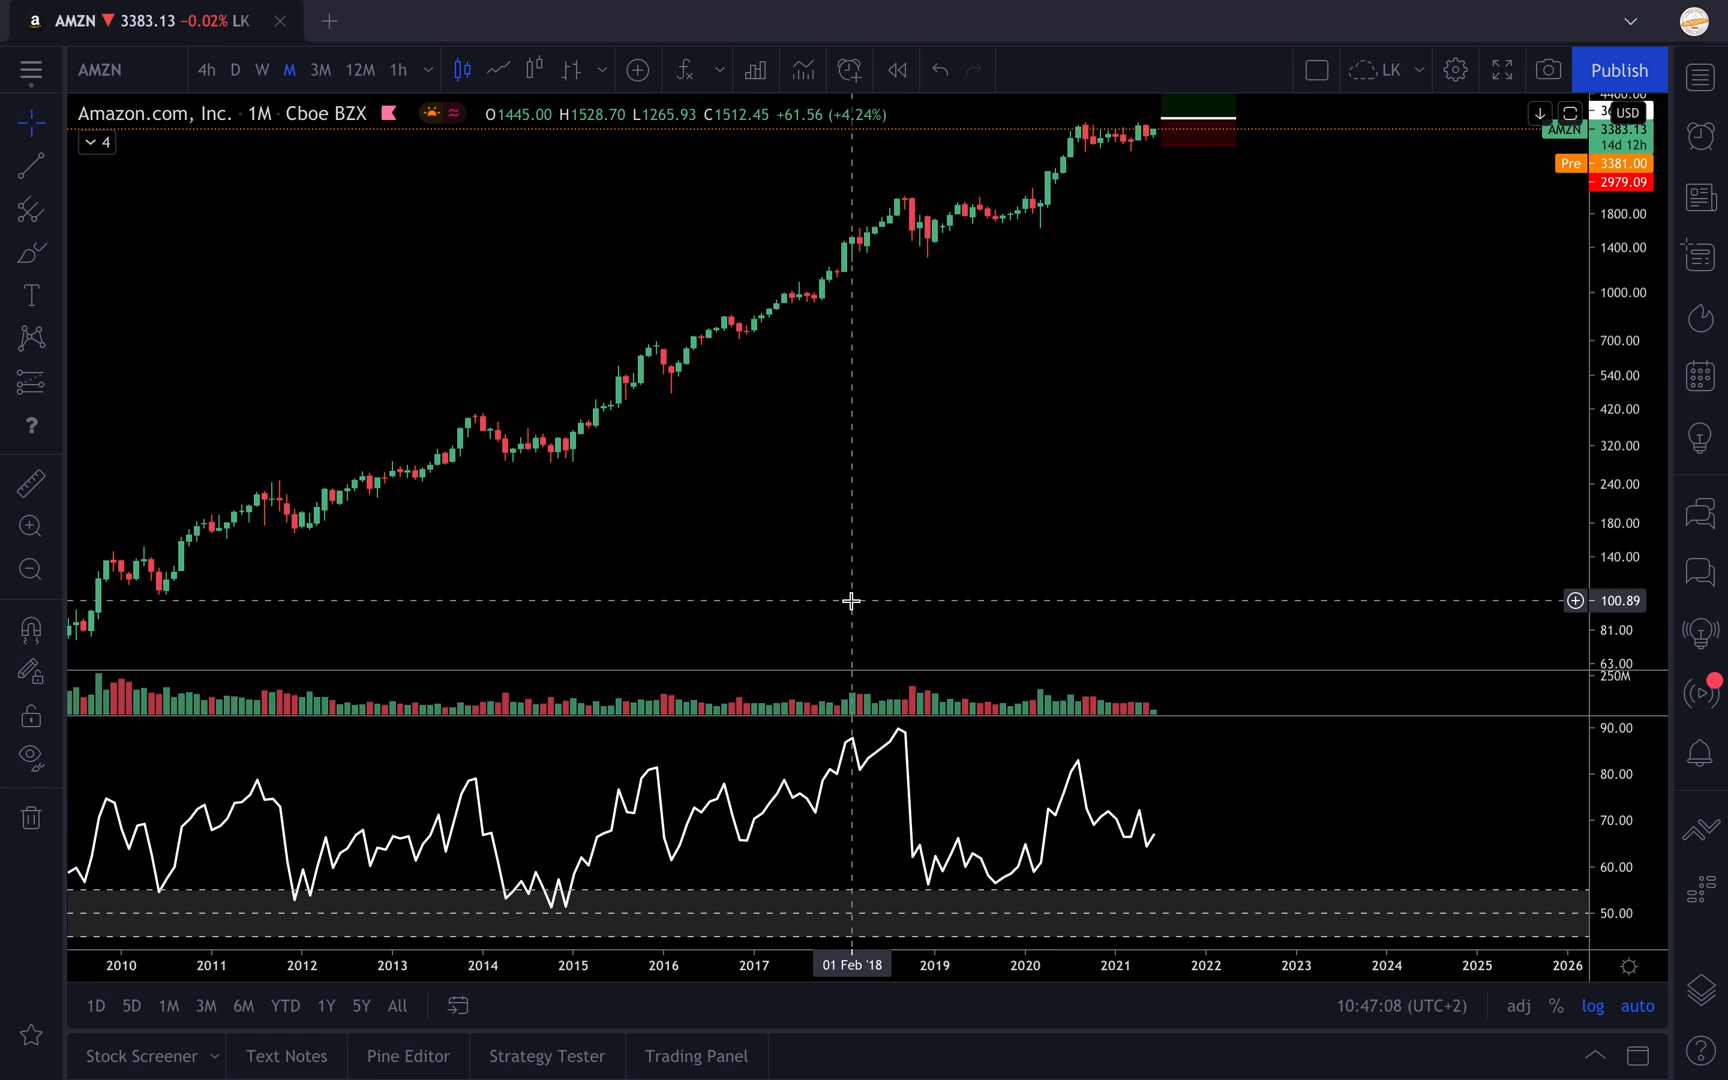 AMZN ▼ 3383.13 −0.02% LK
AMZN 4h D W M 3M 12M 1h LK Publish
Amazon.com, Inc. · 1M · Cboe BZX O1445.00 H1528.70 L1265.93 C1512.45 +61.56 (+4.24%)
4
4400.00
USD
AMZN 3383.13
14d 12h
Pre 3381.00
2979.09
1800.00
1400.00
1000.00
700.00
540.00
420.00
320.00
240.00
180.00
140.00
100.89
81.00
63.00
250M
90.00
80.00
70.00
60.00
50.00
2010 2011 2012 2013 2014 2015 2016 2017 01 Feb '18 2019 2020 2021 2022 2023 2024 2025 2026
1D 5D 1M 3M 6M YTD 1Y 5Y All 10:47:08 (UTC+2) adj % log auto
Stock Screener Text Notes Pine Editor Strategy Tester Trading Panel